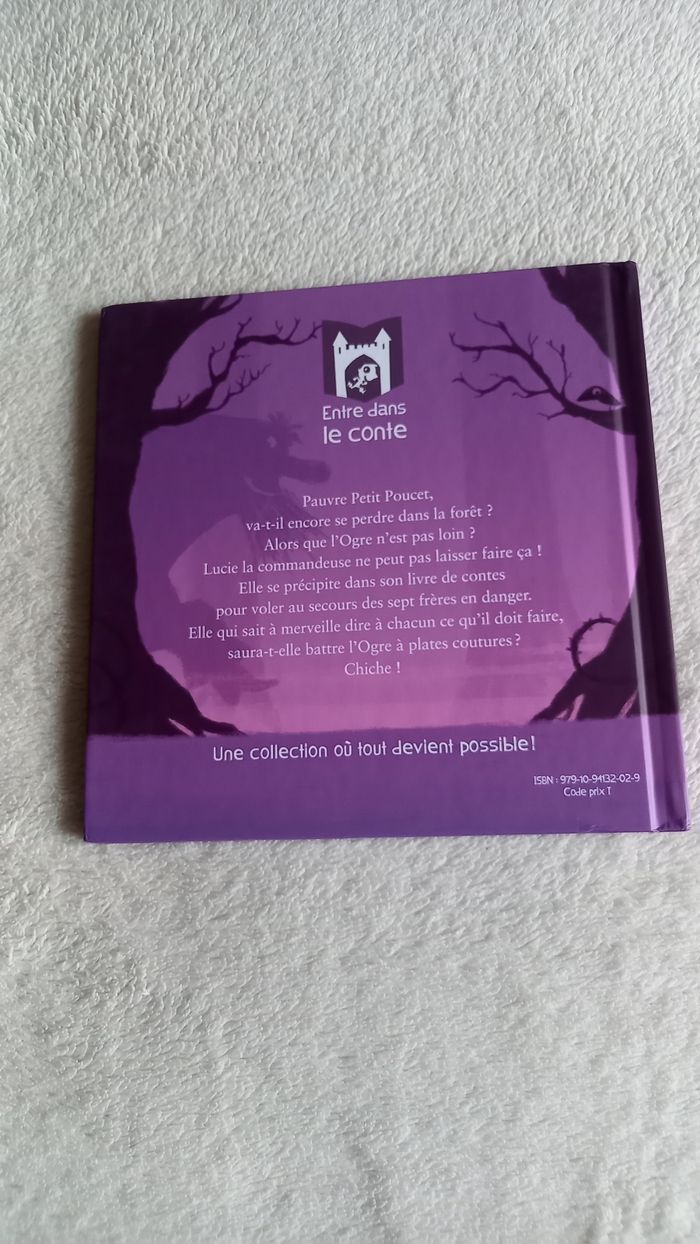 Entre dans
le conte
Pauvre Petit Poucet,
va-t-il encore se perdre dans la forêt ?
Alors que l'Ogre n'est pas loin ?
Lucie la commandeuse ne peut pas laisser faire ça !
Elle se précipite dans son livre de contes
pour voler au secours des sept frères en danger.
Elle qui sait à merveille dire à chacun ce qu'il doit faire,
saura-t-elle battre l'Ogre à plates coutures ?
Chiche !
Une collection où tout devient possible !
ISBN : 979-10-94132-02-9
Code prix T